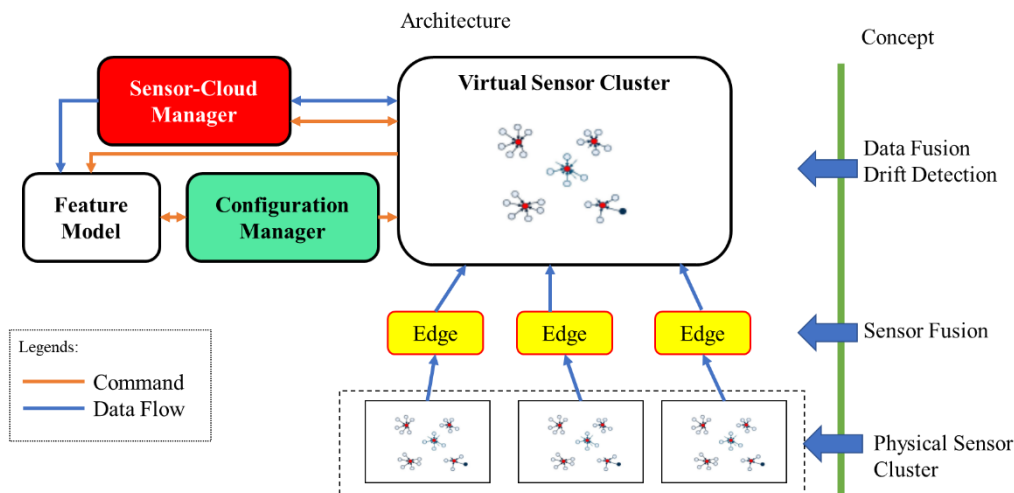 Architecture
Concept
Sensor-Cloud
Manager
Virtual Sensor Cluster
Data Fusion
Drift Detection
Feature
Model
Configuration
Manager
Edge
Edge
Edge
Sensor Fusion
Legends:
Command
Data Flow
Physical Sensor
Cluster